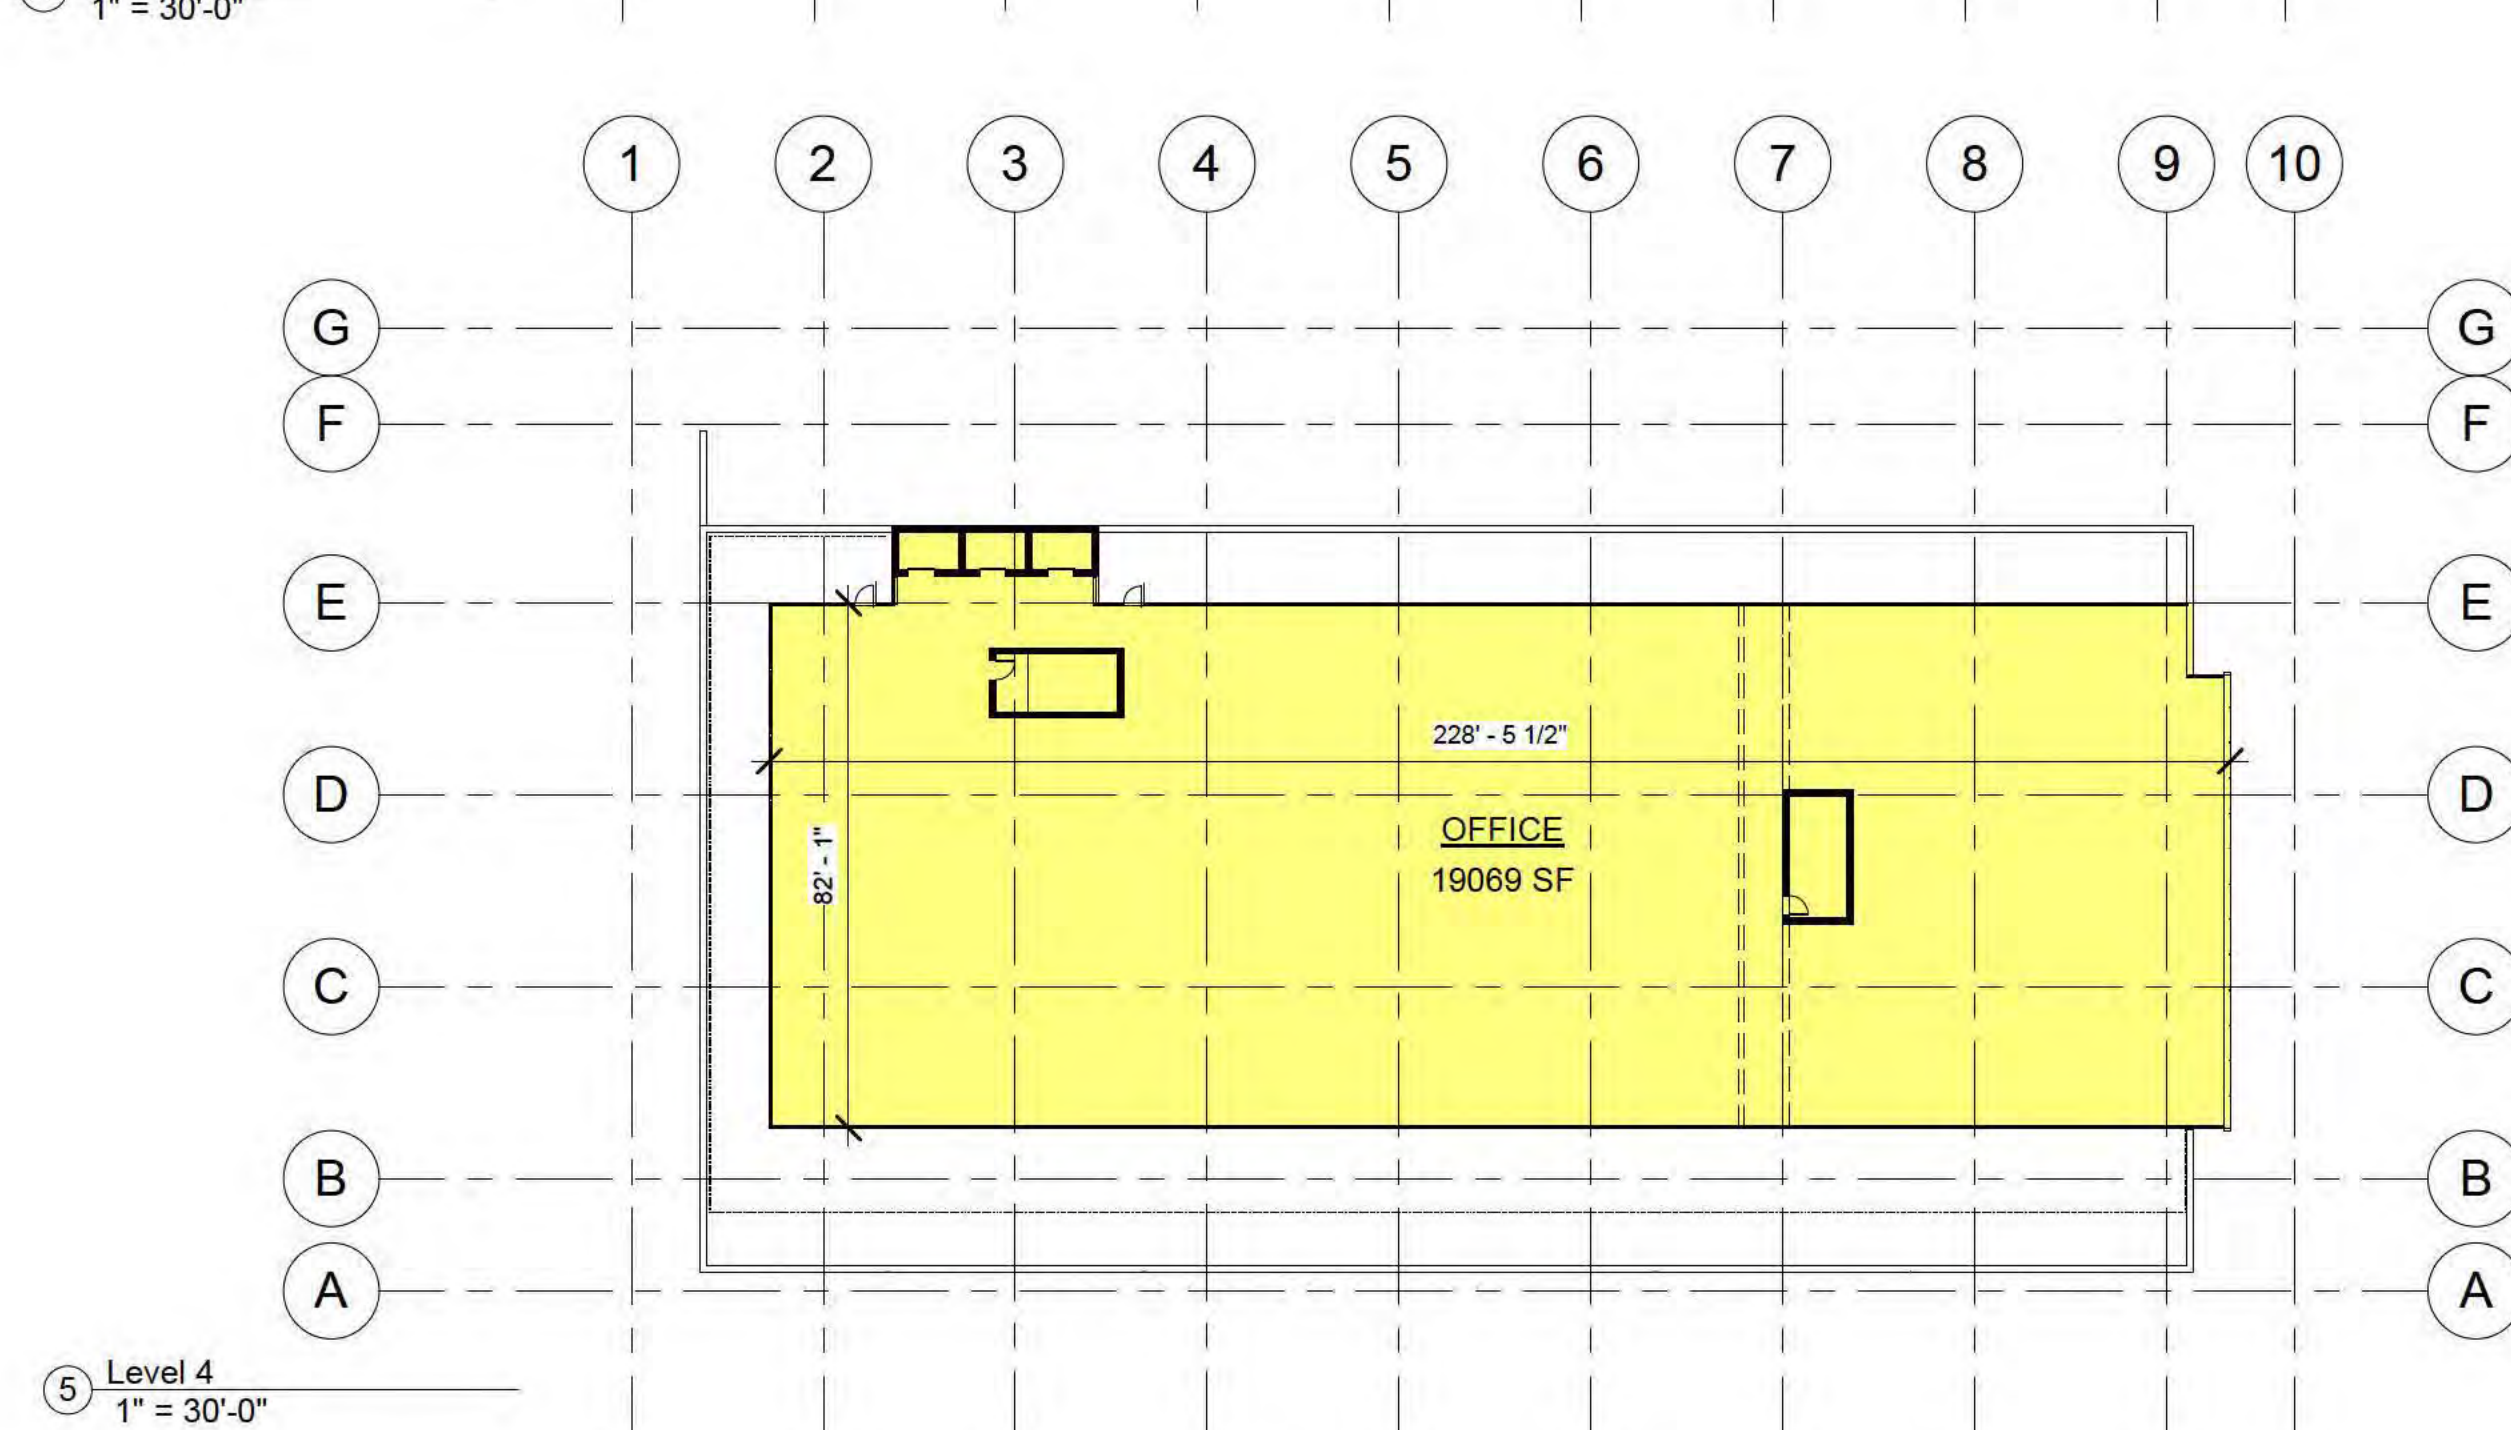 1" = 30'-0"
1 2 3 4 5 6 7 8 9 10
G G
F F
E E
228' - 5 1/2"
D D
OFFICE
82' - 1"
19069 SF
C C
B B
A A
5 Level 4
1" = 30'-0"